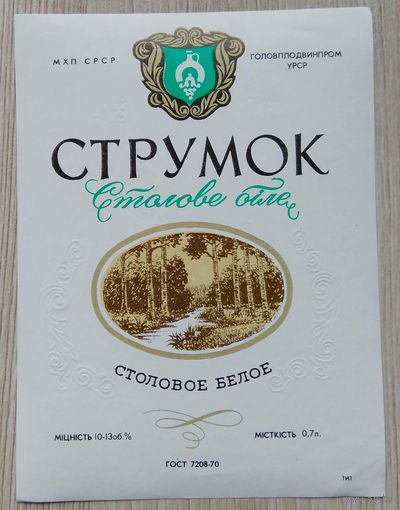 МХП СРСР
ГОЛОВПЛОДВИНПРОМ
УРСР
СТРУМОК
Столове біле
СТОЛОВОЕ БЕЛОЕ
МІЦНІСТЬ 10-13об.%
МІСТКІСТЬ 0,7л.
ГОСТ 7208-70